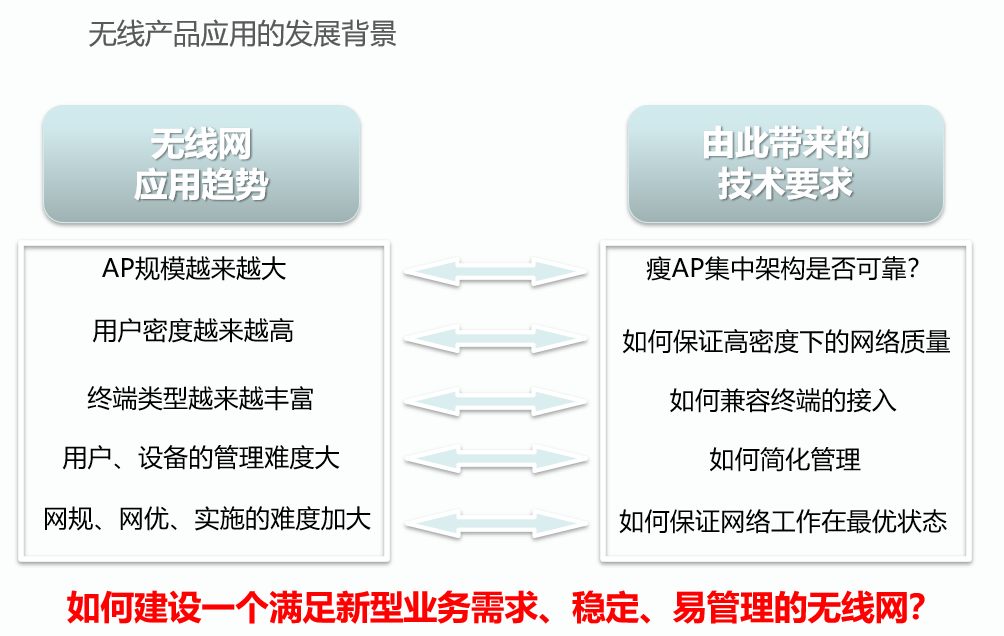 无线产品应用的发展背景
无线网
应用趋势
由此带来的
技术要求
AP规模越来越大
瘦AP集中架构是否可靠?
用户密度越来越高
如何保证高密度下的网络质量
终端类型越来越丰富
如何兼容终端的接入
用户、设备的管理难度大
如何简化管理
网规、网优、实施的难度加大
如何保证网络工作在最优状态
如何建设一个满足新型业务需求、稳定、易管理的无线网?